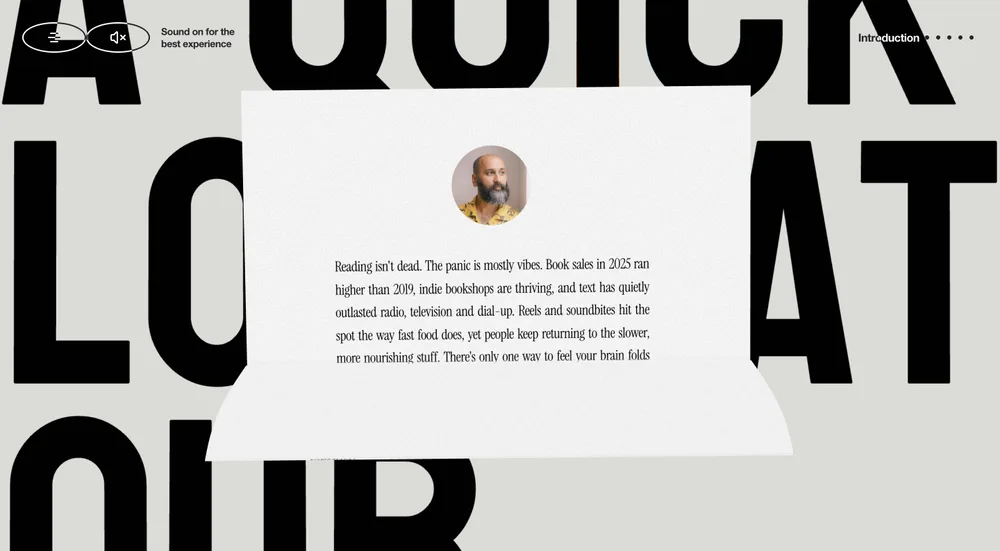 Sound on for the
best experience
Introduction
A QUICK
LOOK AT
OUR
Reading isn't dead. The panic is mostly vibes. Book sales in 2025 ran
higher than 2019, indie bookshops are thriving, and text has quietly
outlasted radio, television and dial-up. Reels and soundbites hit the
spot the way fast food does, yet people keep returning to the slower,
more nourishing stuff. There's only one way to feel your brain folds